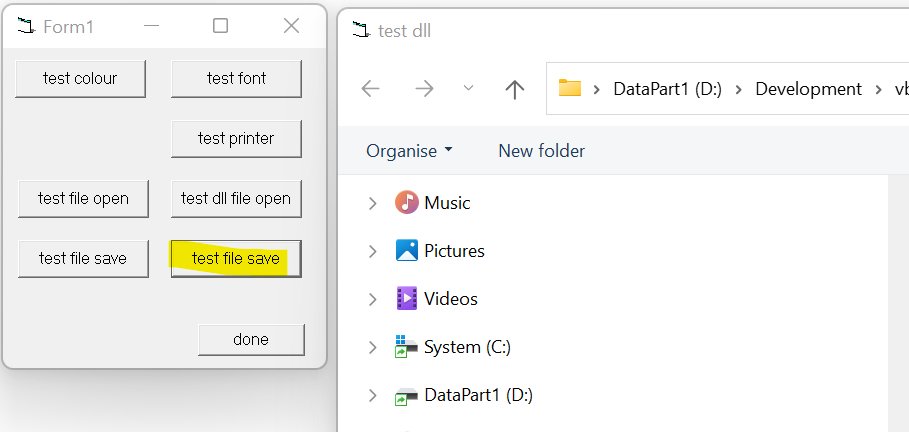 Form1
test colour
test font
test printer
test file open
test dll file open
test file save
test file save
done
test dll
DataPart1 (D:)
Development
Organise
New folder
Music
Pictures
Videos
System (C:)
DataPart1 (D:)